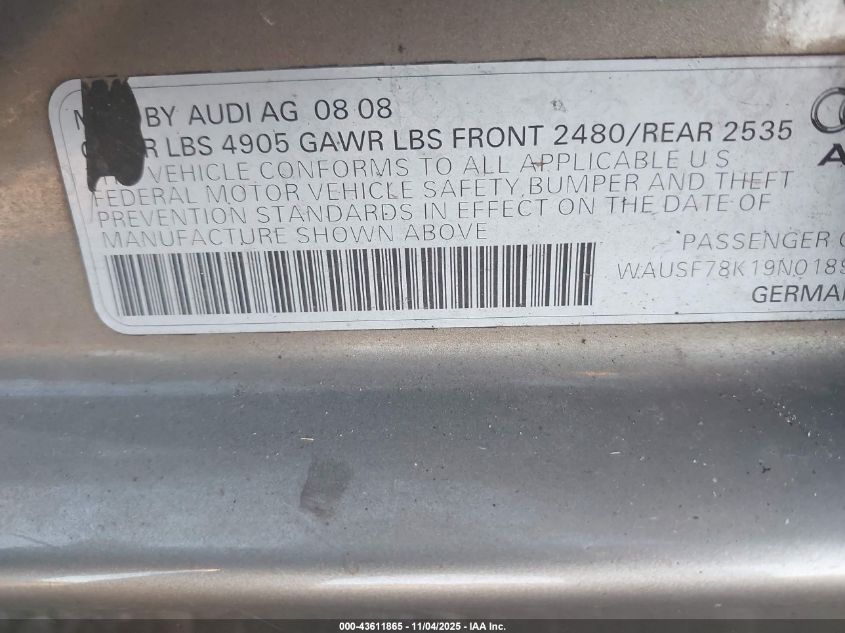 BY AUDI AG 08 08
LBS 4905 GAWR LBS FRONT 2480/REAR 2535
VEHICLE CONFORMS TO ALL APPLICABLE U S
FEDERAL MOTOR VEHICLE SAFETY BUMPER AND THEFT
PREVENTION STANDARDS IN EFFECT ON THE DATE OF
MANUFACTURE SHOWN ABOVE
PASSENGER
WAUSF78K19N0189
GERMA
000-43611865 - 11/04/2025 - IAA Inc.